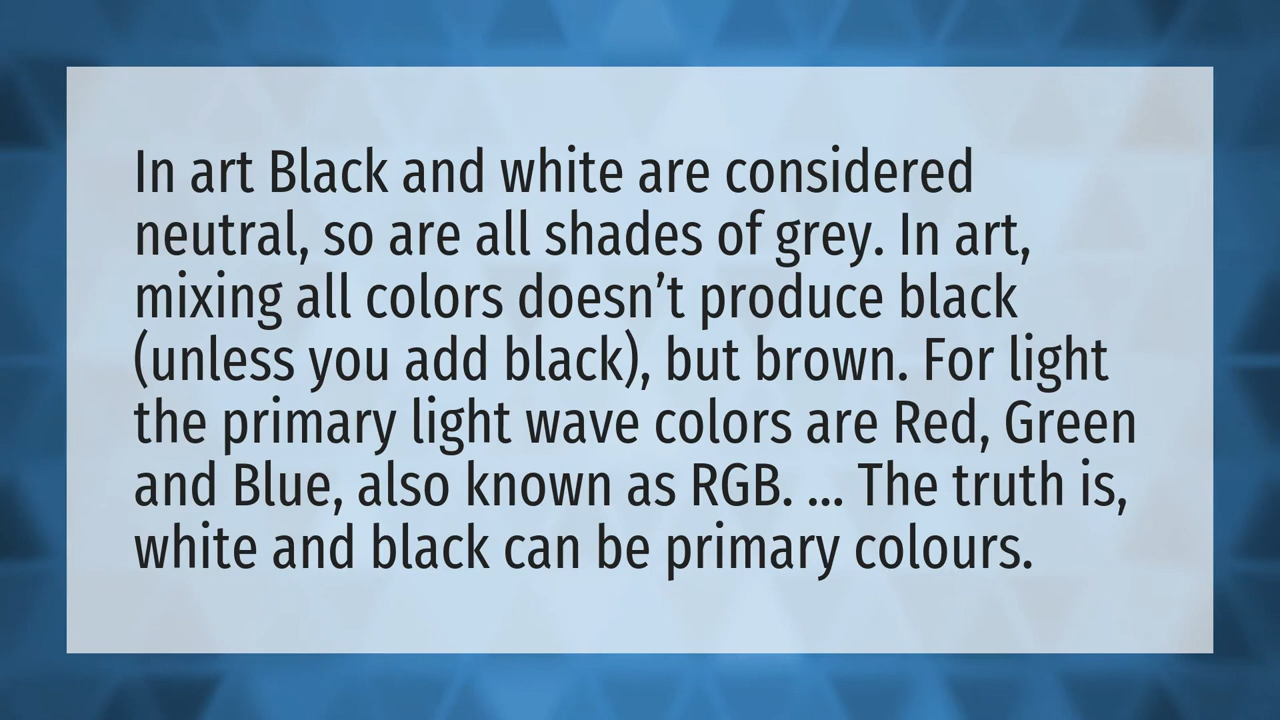 In art Black and white are considered
neutral, so are all shades of grey. In art,
mixing all colors doesn’t produce black
(unless you add black), but brown. For light
the primary light wave colors are Red, Green
and Blue, also known as RGB. ... The truth is,
white and black can be primary colours.